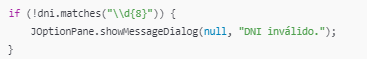 if (!dni.matches("\\d{8}")) {
JOptionPane.showMessageDialog(null, "DNI inválido.");
}